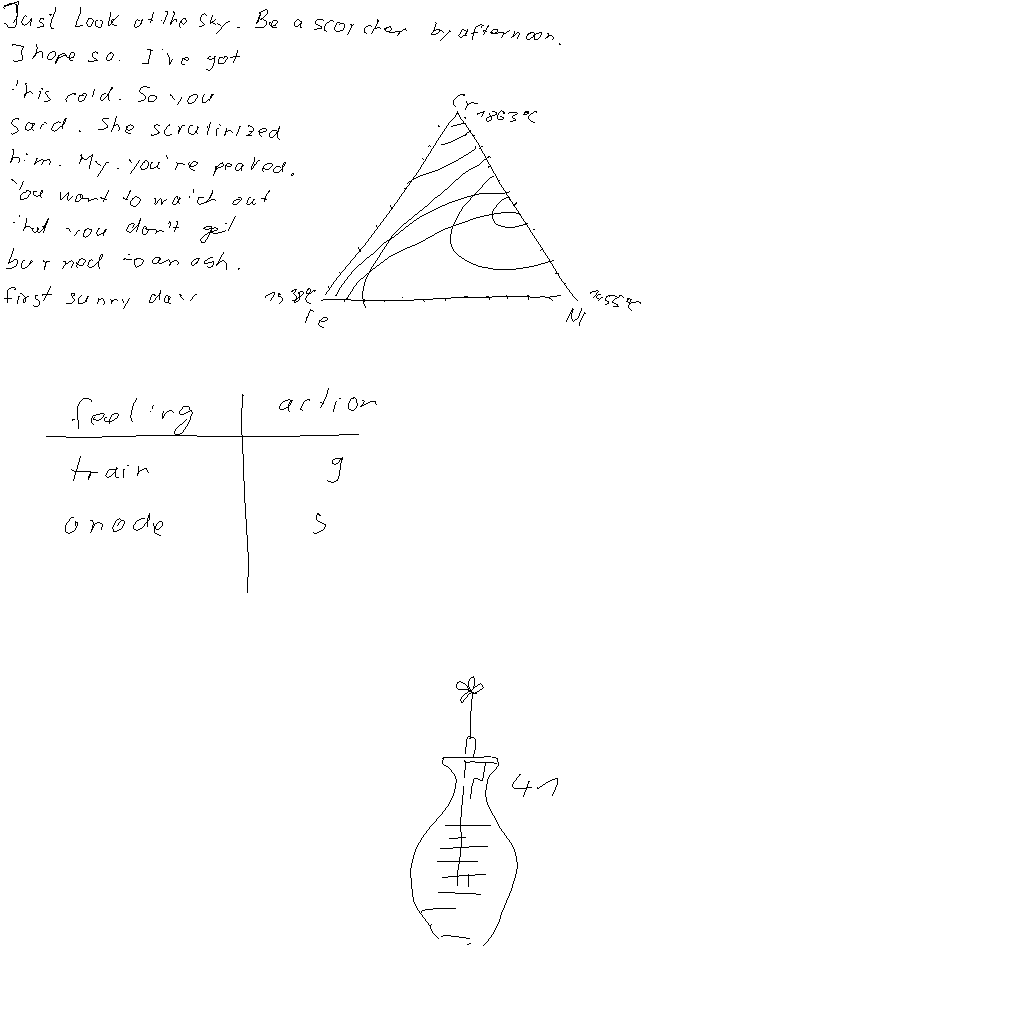 Just Look at the sky. Be a scorcher by afternoon.
I hope so. I've got
this cold. So you
said. She scrutinized
him. My. you're peaked.
You want to watch out
that you don't get
burned to an ash.
first sunny day
Cr
1863°C
1538°C
Fe
Ni
1455°C
feeling
action
train
g
anode
s
41